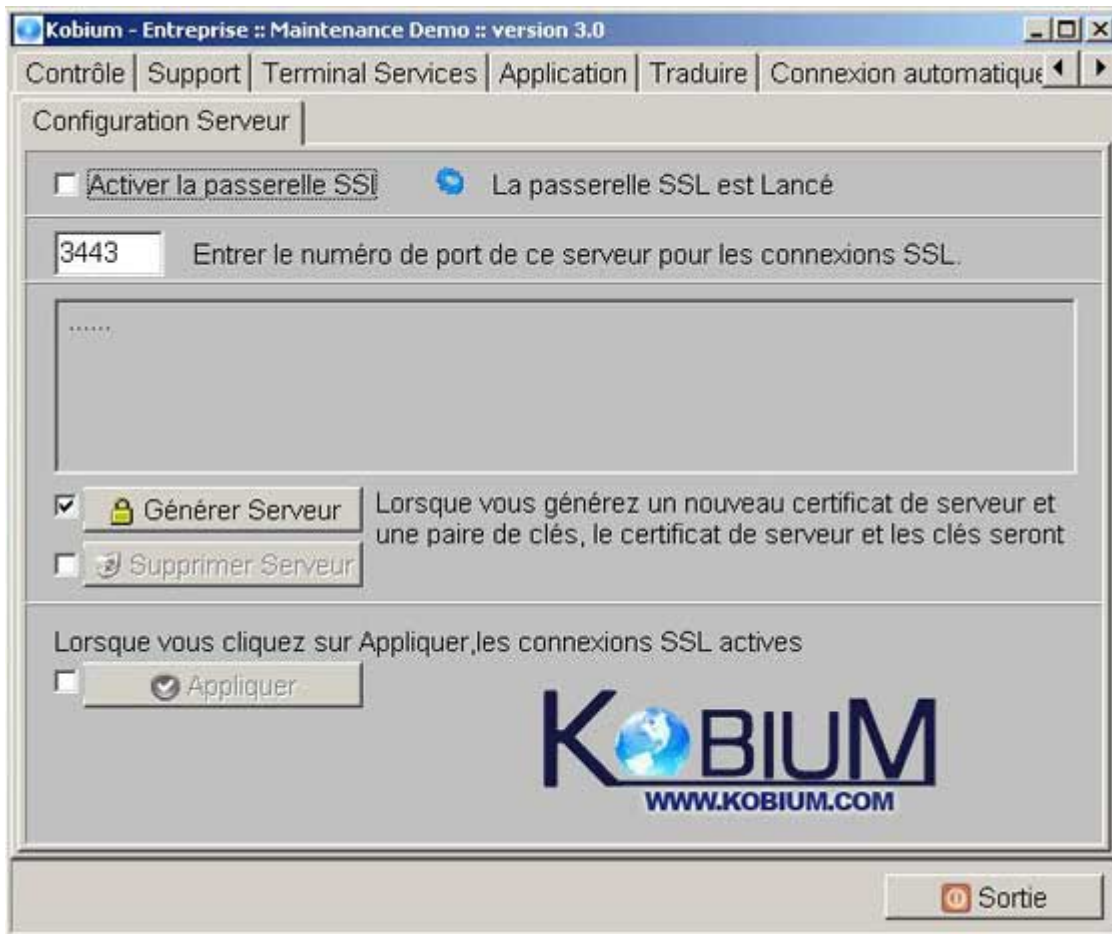 Kobium - Entreprise :: Maintenance Demo :: version 3.0
Contrôle Support Terminal Services Application Traduire Connexion automatique
Configuration Serveur
Activer la passerelle SSl La passerelle SSL est Lancé
3443 Entrer le numéro de port de ce serveur pour les connexions SSL.
......
Générer Serveur
Lorsque vous générez un nouveau certificat de serveur et
une paire de clés, le certificat de serveur et les clés seront
Supprimer Serveur
Lorsque vous cliquez sur Appliquer,les connexions SSL actives
Appliquer
KOBIUM
WWW.KOBIUM.COM
Sortie